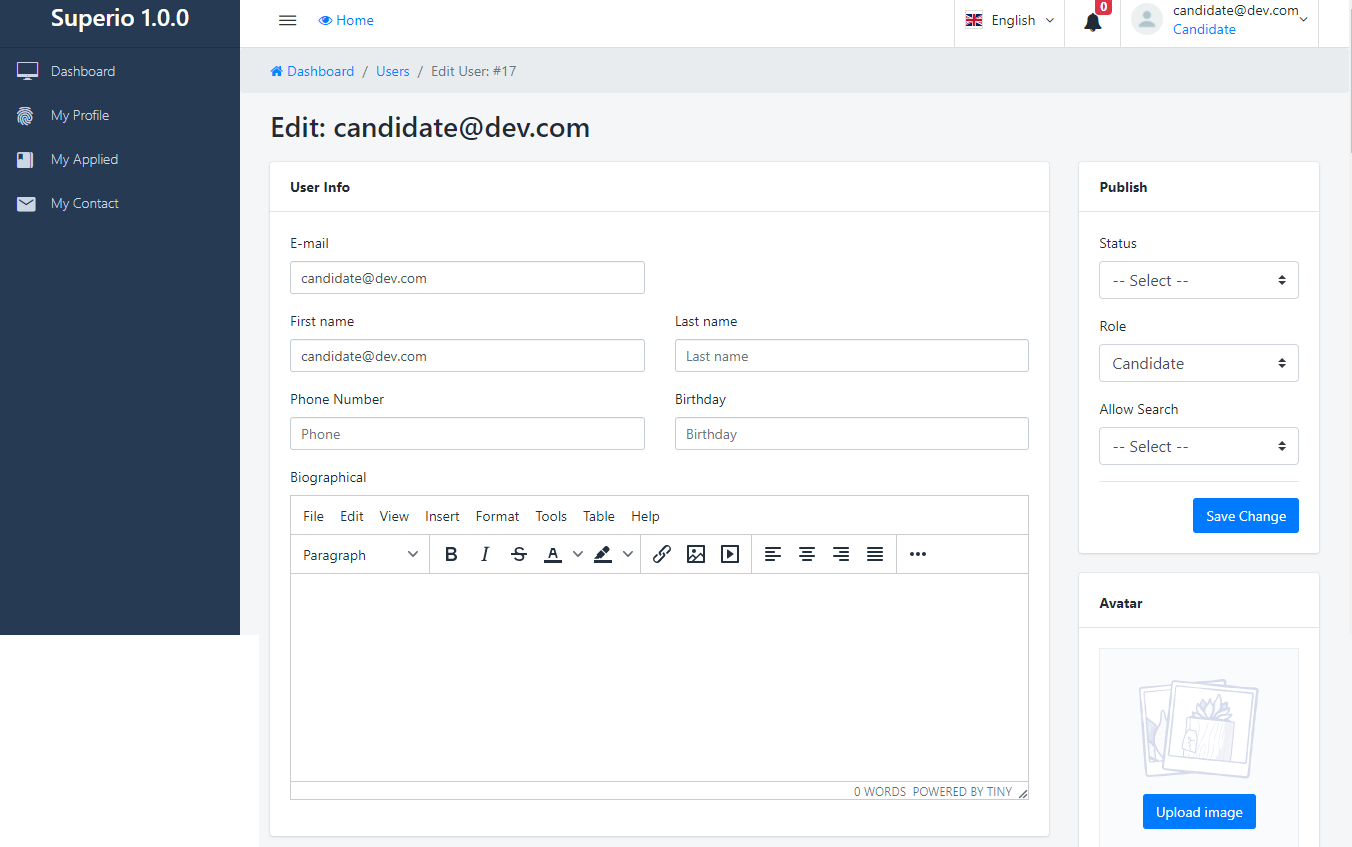 Superio 1.0.0
Home
English
0
candidate@dev.com
Candidate
Dashboard
My Profile
My Applied
My Contact
Dashboard / Users / Edit User: #17
Edit: candidate@dev.com
User Info
E-mail
candidate@dev.com
First name
Last name
candidate@dev.com
Last name
Phone Number
Birthday
Phone
Birthday
Biographical
File Edit View Insert Format Tools Table Help
Paragraph
B I S A
0 WORDS POWERED BY TINY
Publish
Status
-- Select --
Role
Candidate
Allow Search
-- Select --
Save Change
Avatar
Upload image